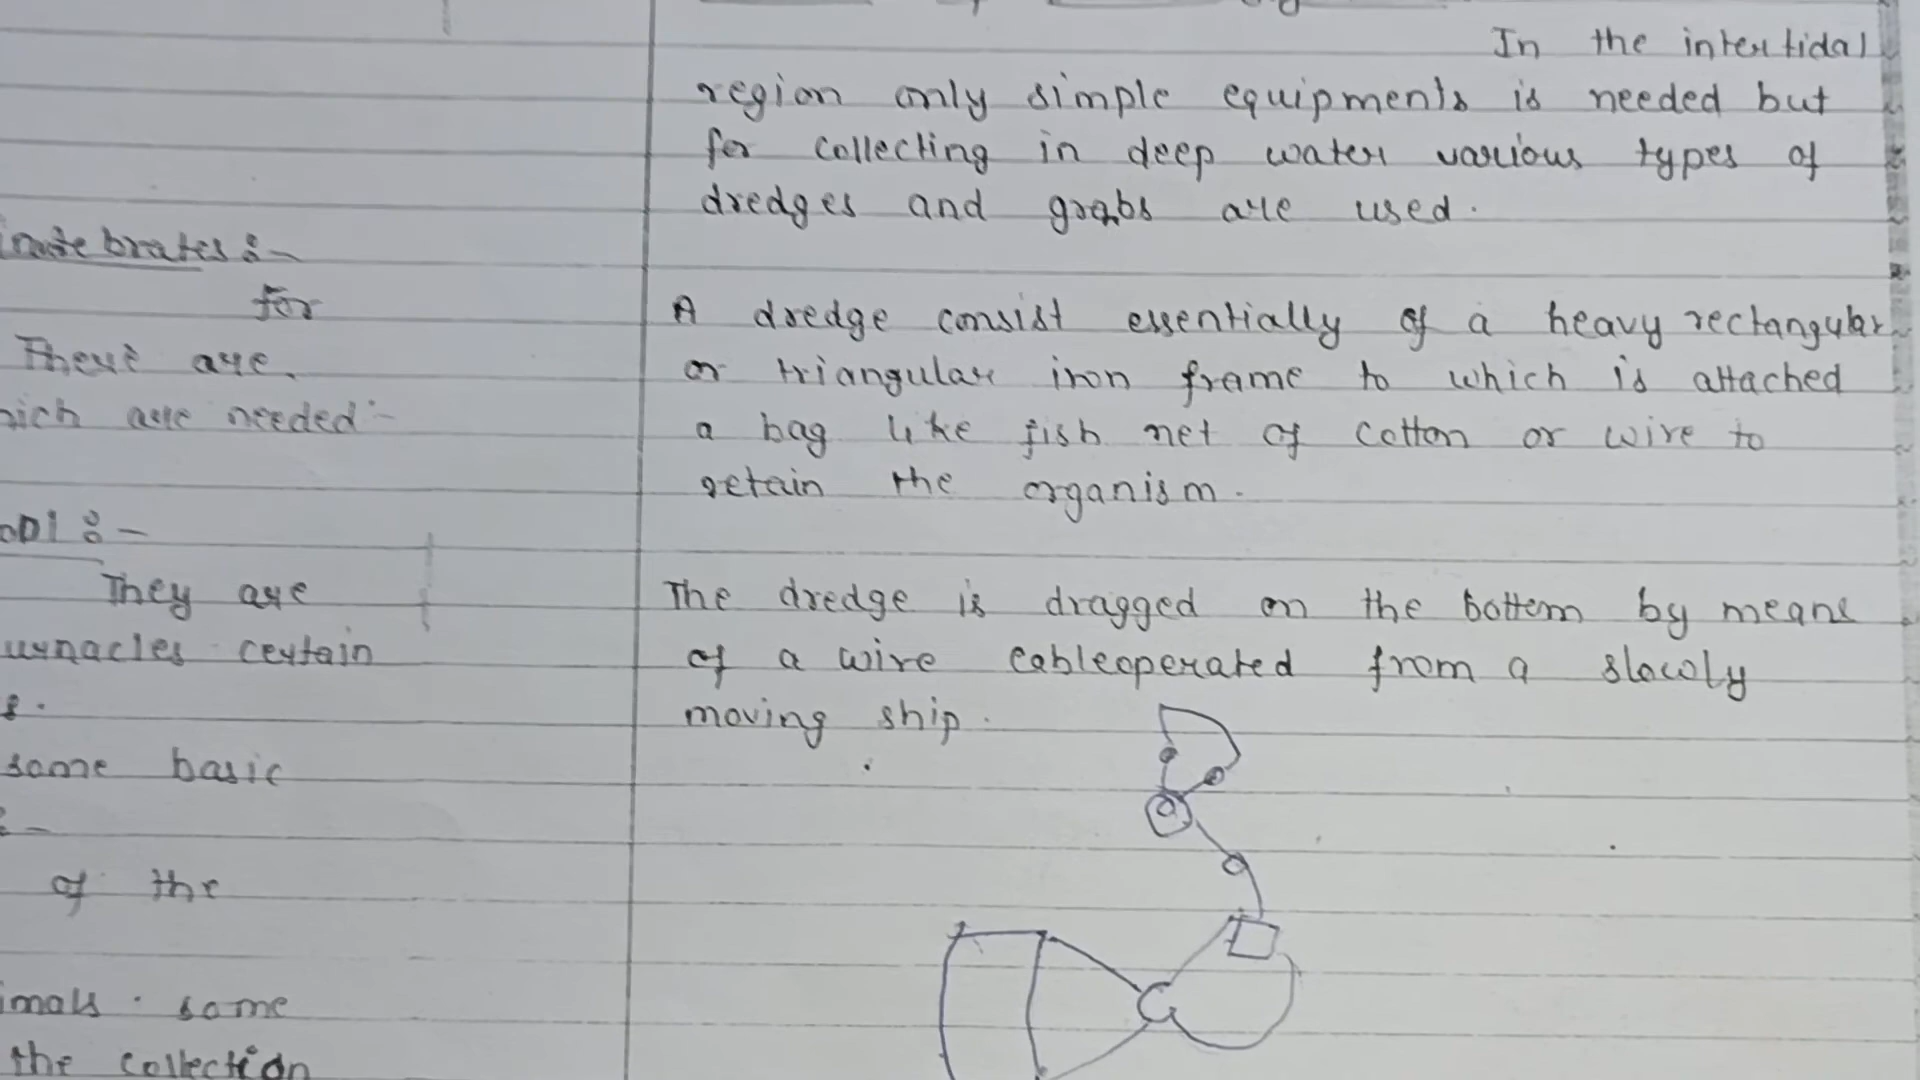 In the intertidal
region only simple equipments is needed but
for collecting in deep water various types of
dredges and grabs are used.
A dredge consist essentially of a heavy rectangular
or triangular iron frame to which is attached
a bag like fish net of cotton or wire to
retain the organism.
The dredge is dragged on the bottom by means
of a wire cableoperated from a slowly
moving ship.
brates :-
for
These are
needed :-
are
They are
certain
some basic
of the
some
the collection